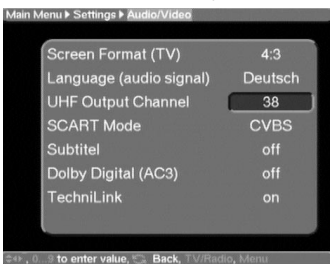 Main Menu ▶ Settings ▶ Audio/Video
Screen Format (TV) 4:3
Language (audio signal) Deutsch
UHF Output Channel 38
SCART Mode CVBS
Subtitel off
Dolby Digital (AC3) off
TechniLink on
, 0...9 to enter value, Back, TV/Radio, Menu